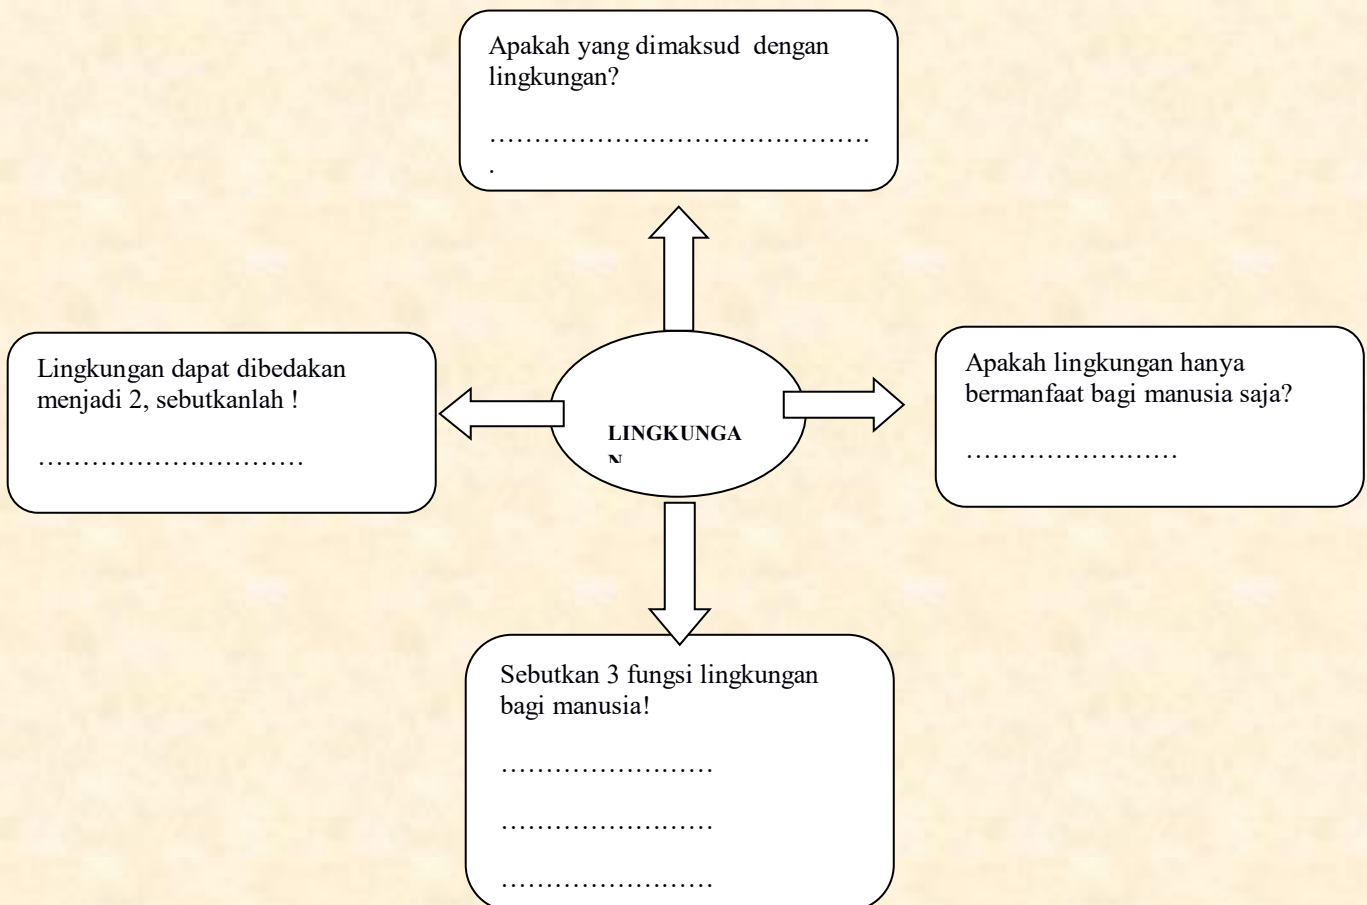 Apakah yang dimaksud dengan
lingkungan?
…………………………………….
.
Lingkungan dapat dibedakan
menjadi 2, sebutkanlah !
…………………………
LINGKUNGA
N
Apakah lingkungan hanya
bermanfaat bagi manusia saja?
……………………
Sebutkan 3 fungsi lingkungan
bagi manusia!
……………………
……………………
……………………